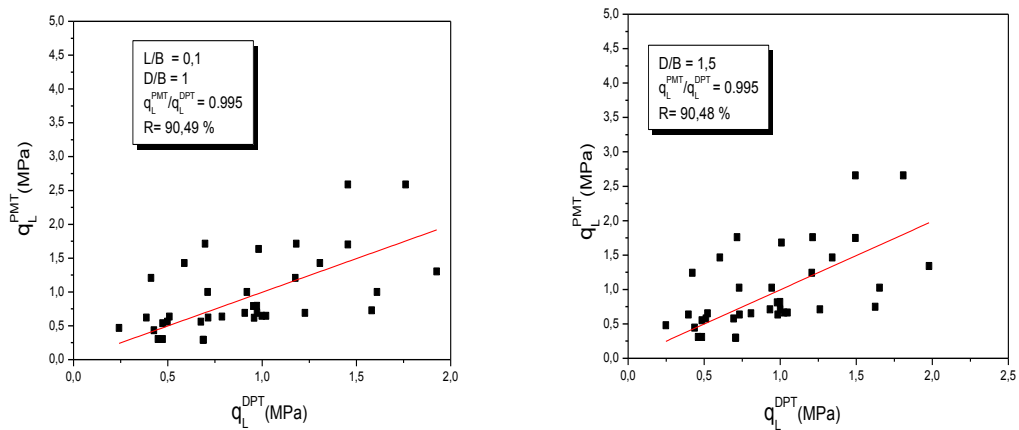 5,0
4,5
4,0
3,5
3,0
2,5
2,0
1,5
1,0
0,5
0,0
q_L^PMT (MPa)
L/B = 0,1
D/B = 1
q_L^PMT/q_L^DPT = 0.995
R= 90,49 %
0,0 0,5 1,0 1,5 2,0
q_L^DPT (MPa)
5,0
4,5
4,0
3,5
3,0
2,5
2,0
1,5
1,0
0,5
0,0
q_L^PMT (MPa)
D/B = 1,5
q_L^PMT/q_L^DPT = 0.995
R= 90,48 %
0,0 0,5 1,0 1,5 2,0 2,5
q_L^DPT (MPa)